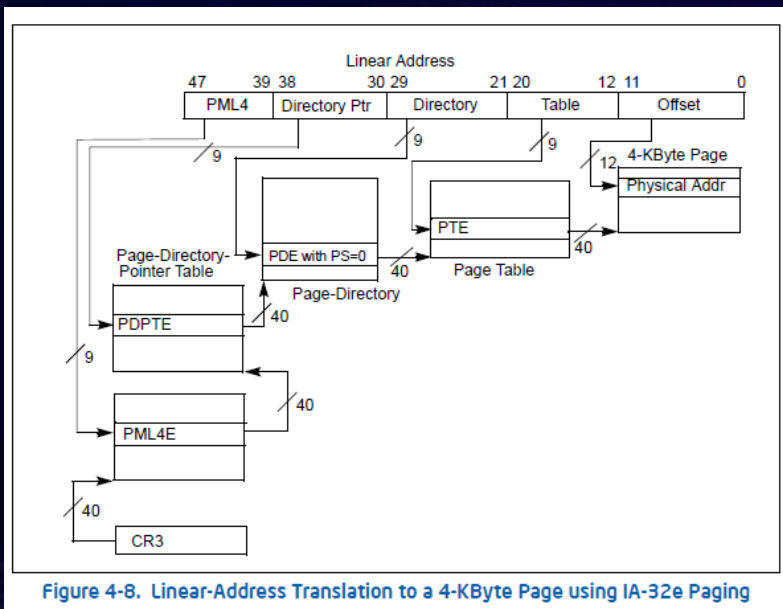 Linear Address
47 39 38 30 29 21 20 12 11 0
PML4 Directory Ptr Directory Table Offset
9 9 9 12 4-KByte Page
Physical Addr
PTE
40
Page Table
PDE with PS=0
40
Page-Directory
Page-Directory-
Pointer Table
PDPTE
40
9
40
PML4E
40
CR3
Figure 4-8. Linear-Address Translation to a 4-KByte Page using IA-32e Paging